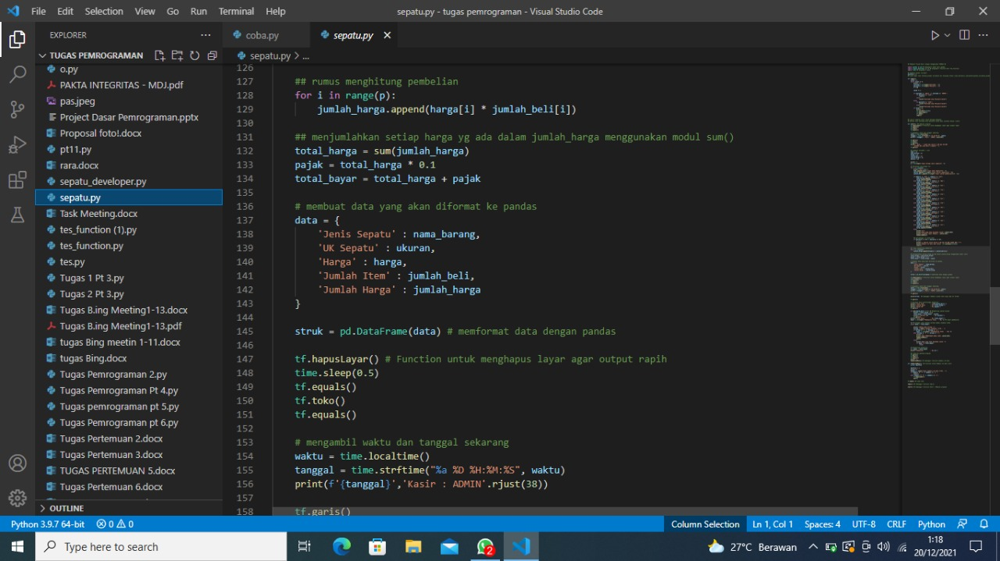 File Edit Selection View Go Run Terminal Help
sepatu.py - tugas pemrograman - Visual Studio Code
EXPLORER
coba.py
sepatu.py
TUGAS PEMROGRAMAN
sepatu.py > ...
o.py
PAKTA INTEGRITAS - MDJ.pdf
pas.jpeg
Project Dasar Pemrograman.pptx
Proposal foto!.docx
pt11.py
rara.docx
sepatu_developer.py
sepatu.py
Task Meeting.docx
tes_function (1).py
tes_function.py
tes.py
Tugas 1 Pt 3.py
Tugas 2 Pt 3.py
Tugas B.ing Meeting1-13.docx
Tugas B.ing Meeting1-13.pdf
tugas Bing meetin 1-11.docx
tugas Bing.docx
Tugas Pemrograman 2.py
Tugas Pemrograman Pt 4.py
Tugas pemrograman pt 5.py
Tugas Pemrograman pt 6.py
Tugas Pertemuan 2.docx
Tugas Pertemuan 3.docx
TUGAS PERTEMUAN 5.docx
Tugas Pertemuan 6.docx
OUTLINE
126
127 ## rumus menghitung pembelian
128 for i in range(p):
129 jumlah_harga.append(harga[i] * jumlah_beli[i])
130
131 ## menjumlahkan setiap harga yg ada dalam jumlah_harga menggunakan modul sum()
132 total_harga = sum(jumlah_harga)
133 pajak = total_harga * 0.1
134 total_bayar = total_harga + pajak
135
136 # membuat data yang akan diformat ke pandas
137 data = {
138 'Jenis Sepatu' : nama_barang,
139 'UK Sepatu' : ukuran,
140 'Harga' : harga,
141 'Jumlah Item' : jumlah_beli,
142 'Jumlah Harga' : jumlah_harga
143 }
144
145 struk = pd.DataFrame(data) # memformat data dengan pandas
146
147 tf.hapusLayar() # Function untuk menghapus layar agar output rapih
148 time.sleep(0.5)
149 tf.equals()
150 tf.toko()
151 tf.equals()
152
153 # mengambil waktu dan tanggal sekarang
154 waktu = time.localtime()
155 tanggal = time.strftime("%a %D %H:%M:%S", waktu)
156 print(f'{tanggal}','Kasir : ADMIN'.rjust(38))
157
158 tf.garis()
Python 3.9.7 64-bit 0 0 Column Selection Ln 1, Col 1 Spaces: 4 UTF-8 CRLF Python
Type here to search
2
27°C Berawan
1:18
20/12/2021